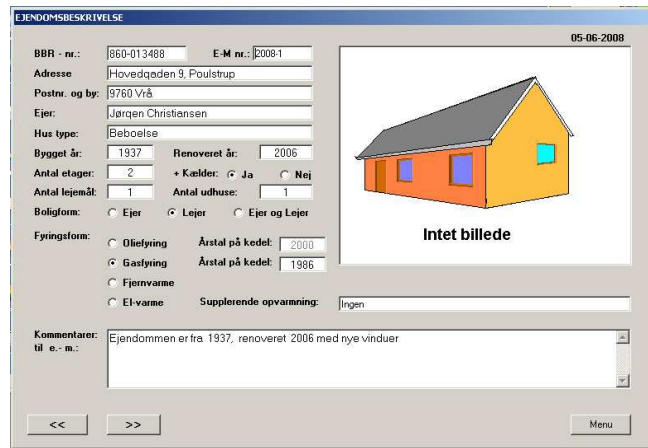 EJENDOMSBESKRIVELSE
05-06-2008
BBR - nr.: 860-013488 E-M nr.: 2008-1
Adresse Hovedgaden 9, Poulstrup
Postnr. og by: 9760 Vrå
Ejer: Jørgen Christiansen
Hus type: Beboelse
Bygget år: 1937 Renoveret år: 2006
Antal etager: 2 + Kælder: Ja Nej
Antal lejemål: 1 Antal udhuse: 1
Boligform: Ejer Lejer Ejer og Lejer
Intet billede
Fyringsform: Oliefyring Årstal på kedel: 2000
Gasfyring Årstal på kedel: 1986
Fjernvarme
El-varme Supplerende opvarmning: Ingen
Kommentarer: Ejendommen er fra 1937, renoveret 2006 med nye vinduer
til e.- m.:
<< >> Menu